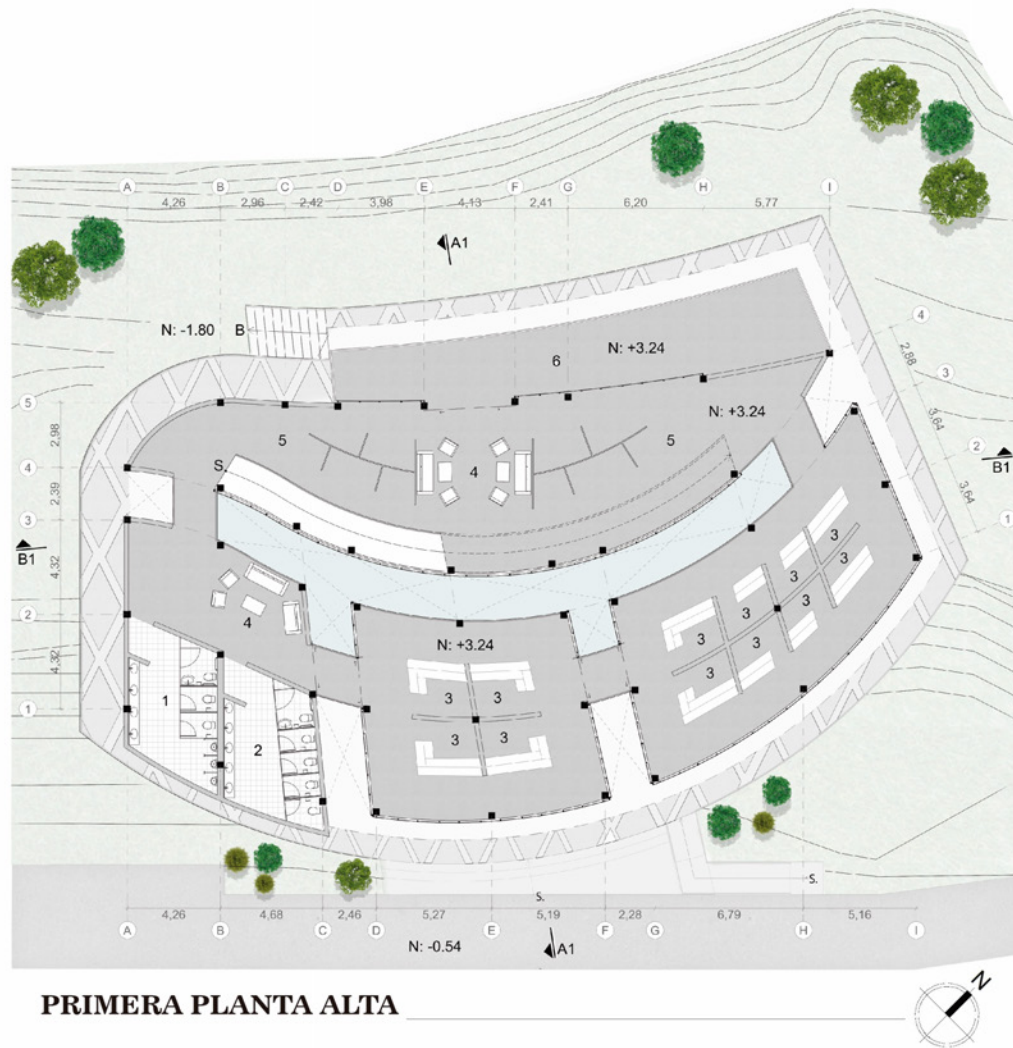 A B C D E F G H I
4,26 2,96 2,42 3,98 4,13 2,41 6,20 5,77
A1
N: -1.80 B
4
2,88
6 N: +3.24
3
N: +3.24
5
3,64
2,98
5 5
2
4 4
B1
S.
3,64
2,39
1
3
3 3
B1
3 3
4,32
3 3
2
4
N: +3.24
3 3
4,32
3 3
1
1
3 3
2
S.
S.
4,26 4,68 2,46 5,27 5,19 2,28 6,79 5,16
A B C D E F G H I
N: -0.54 A1
N
PRIMERA PLANTA ALTA